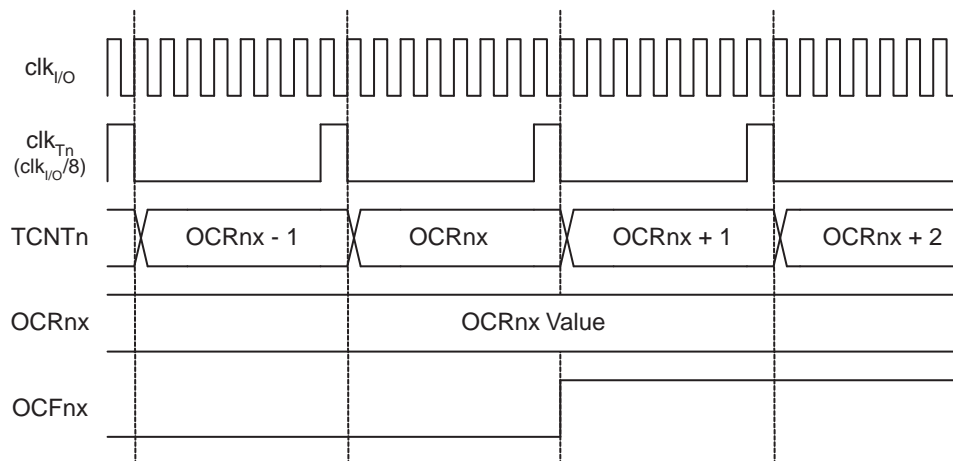 clkI/O
clkTn
(clkI/O/8)
TCNTn OCRnx - 1 OCRnx OCRnx + 1 OCRnx + 2
OCRnx OCRnx Value
OCFnx